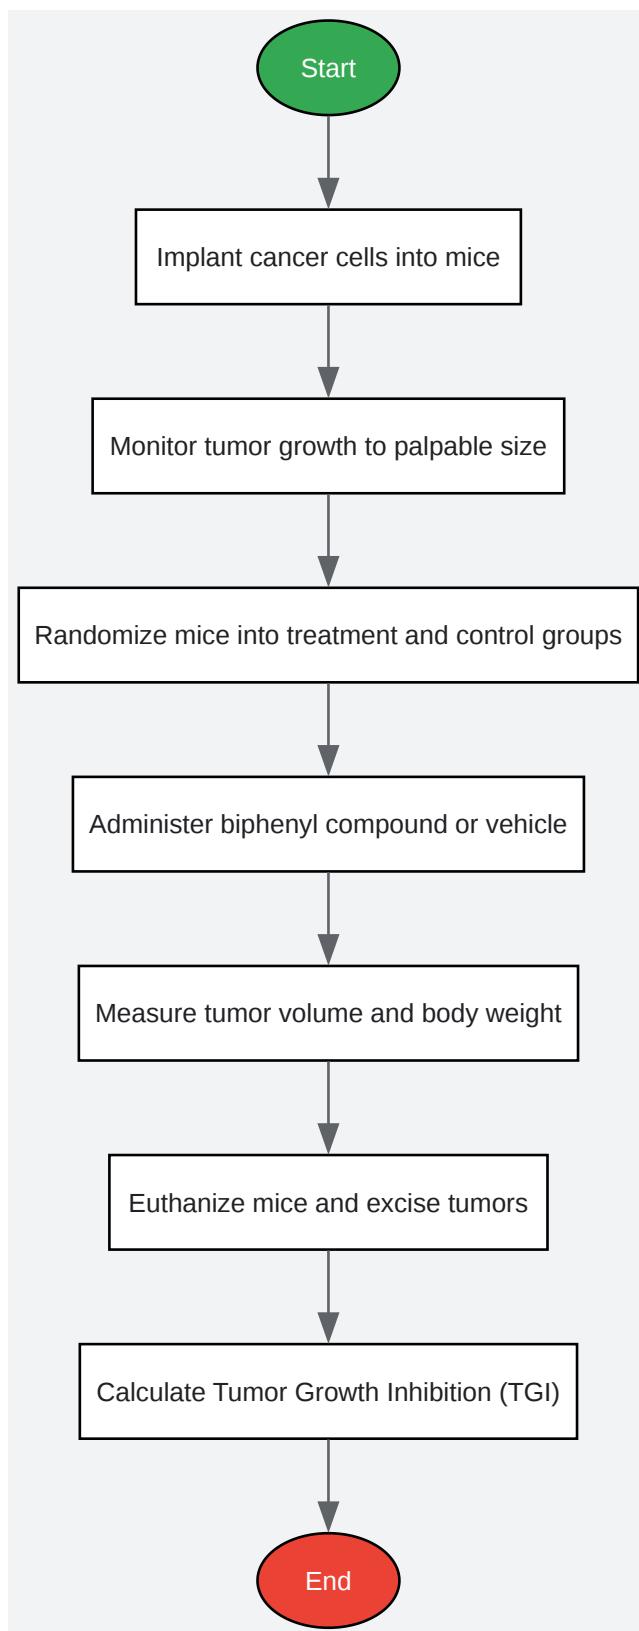 Start
Implant cancer cells into mice
Monitor tumor growth to palpable size
Randomize mice into treatment and control groups
Administer biphenyl compound or vehicle
Measure tumor volume and body weight
Euthanize mice and excise tumors
Calculate Tumor Growth Inhibition (TGI)
End